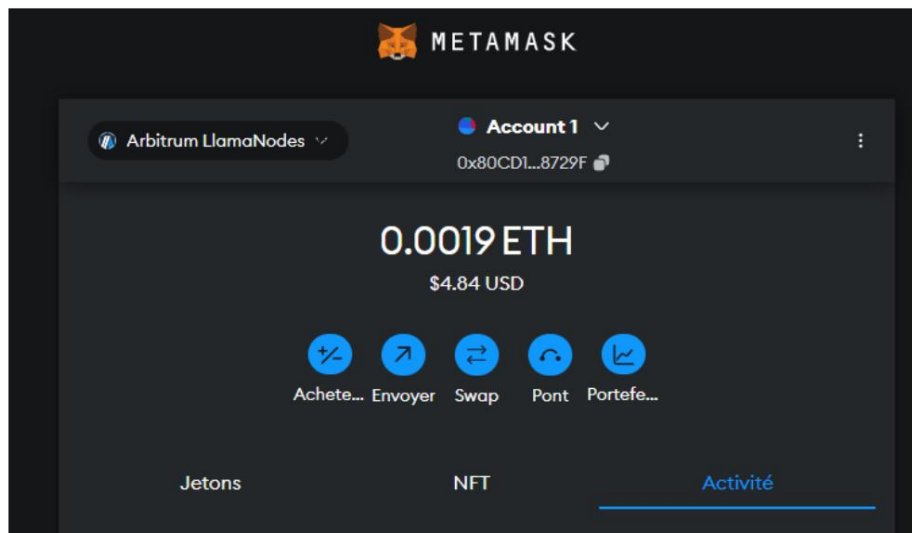 METAMASK
Arbitrum LlamaNodes
Account 1
0x80CD1...8729F
0.0019 ETH
$4.84 USD
+/-
Achete... Envoyer Swap Pont Portefe...
Jetons NFT Activité